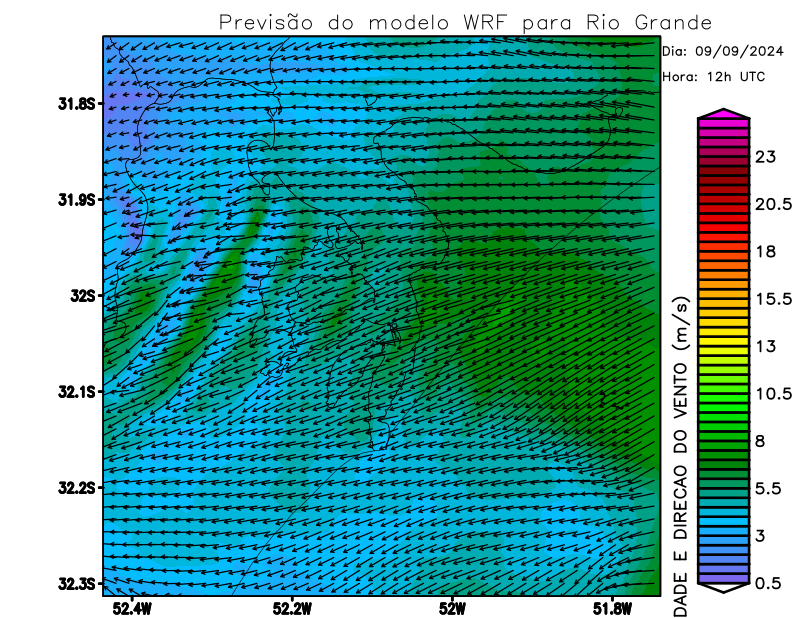 Previsão do modelo WRF para Rio Grande
Dia: 09/09/2024
Hora: 12h UTC
31.8S
31.9S
32S
32.1S
32.2S
32.3S
52.4W
52.2W
52W
51.8W
DADE E DIRECAO DO VENTO (m/s)
23
20.5
18
15.5
13
10.5
8
5.5
3
0.5